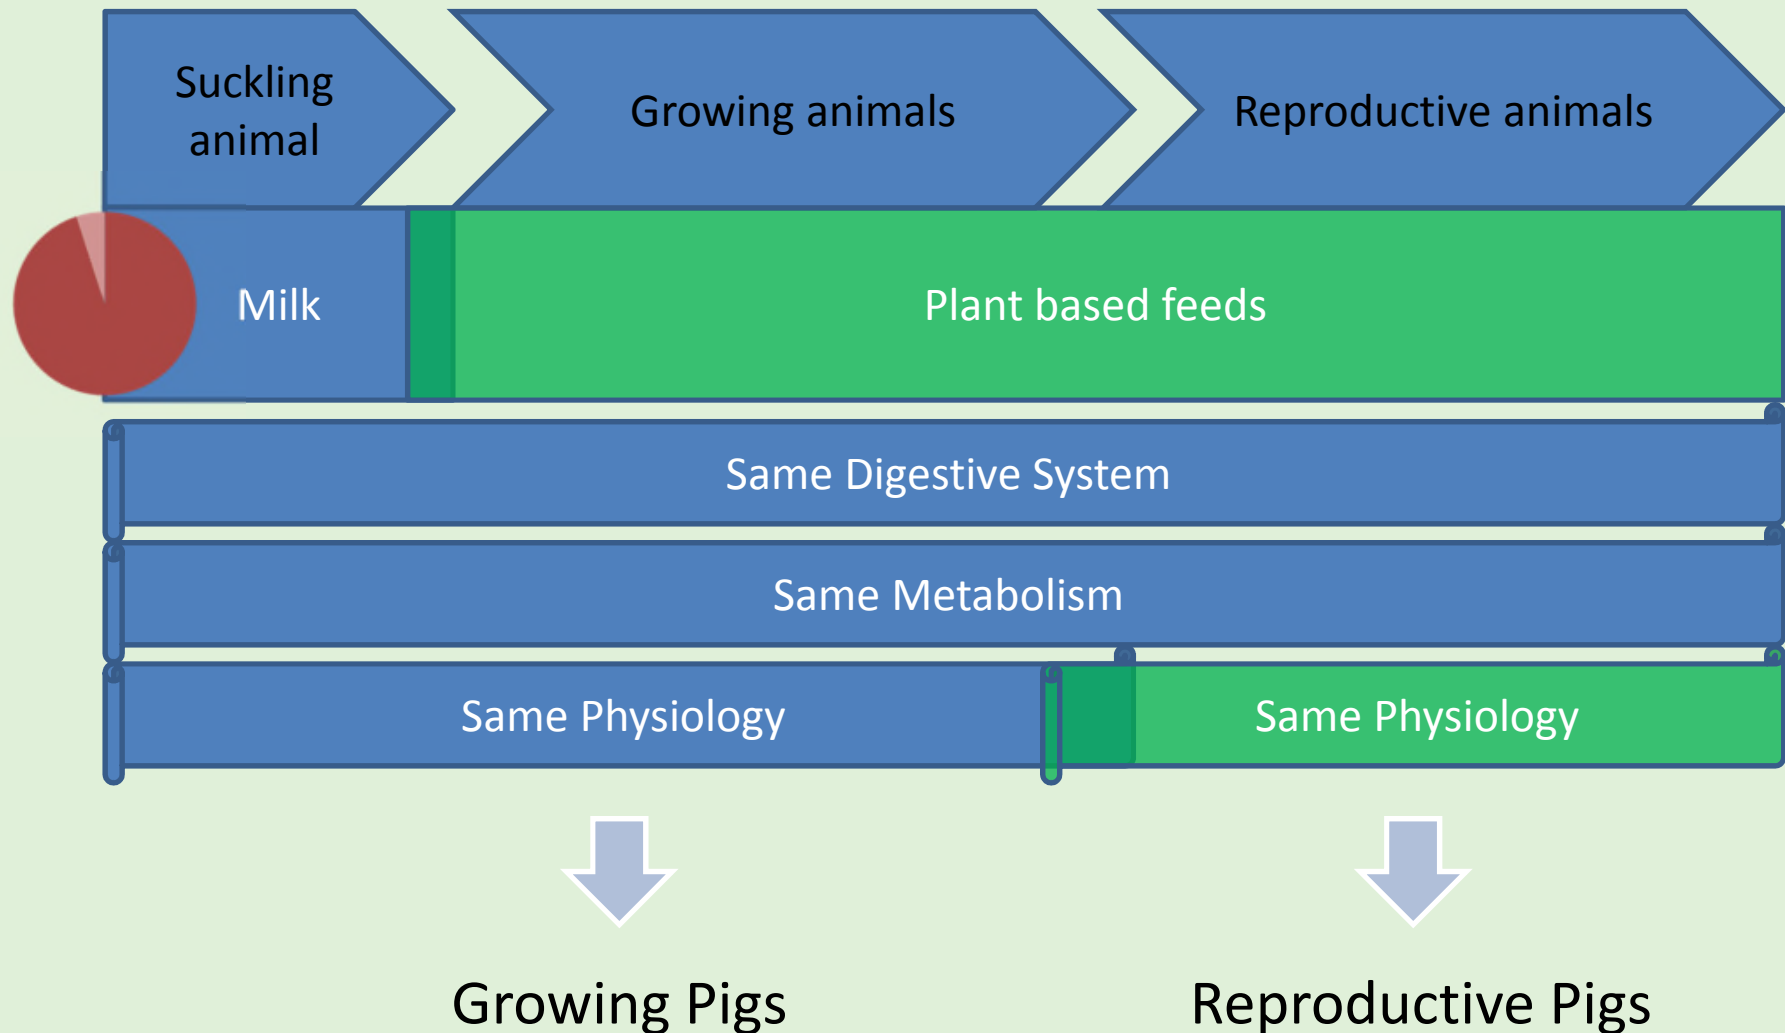 Suckling
animal
Growing animals
Reproductive animals
Milk
Plant based feeds
Same Digestive System
Same Metabolism
Same Physiology
Same Physiology
Growing Pigs
Reproductive Pigs